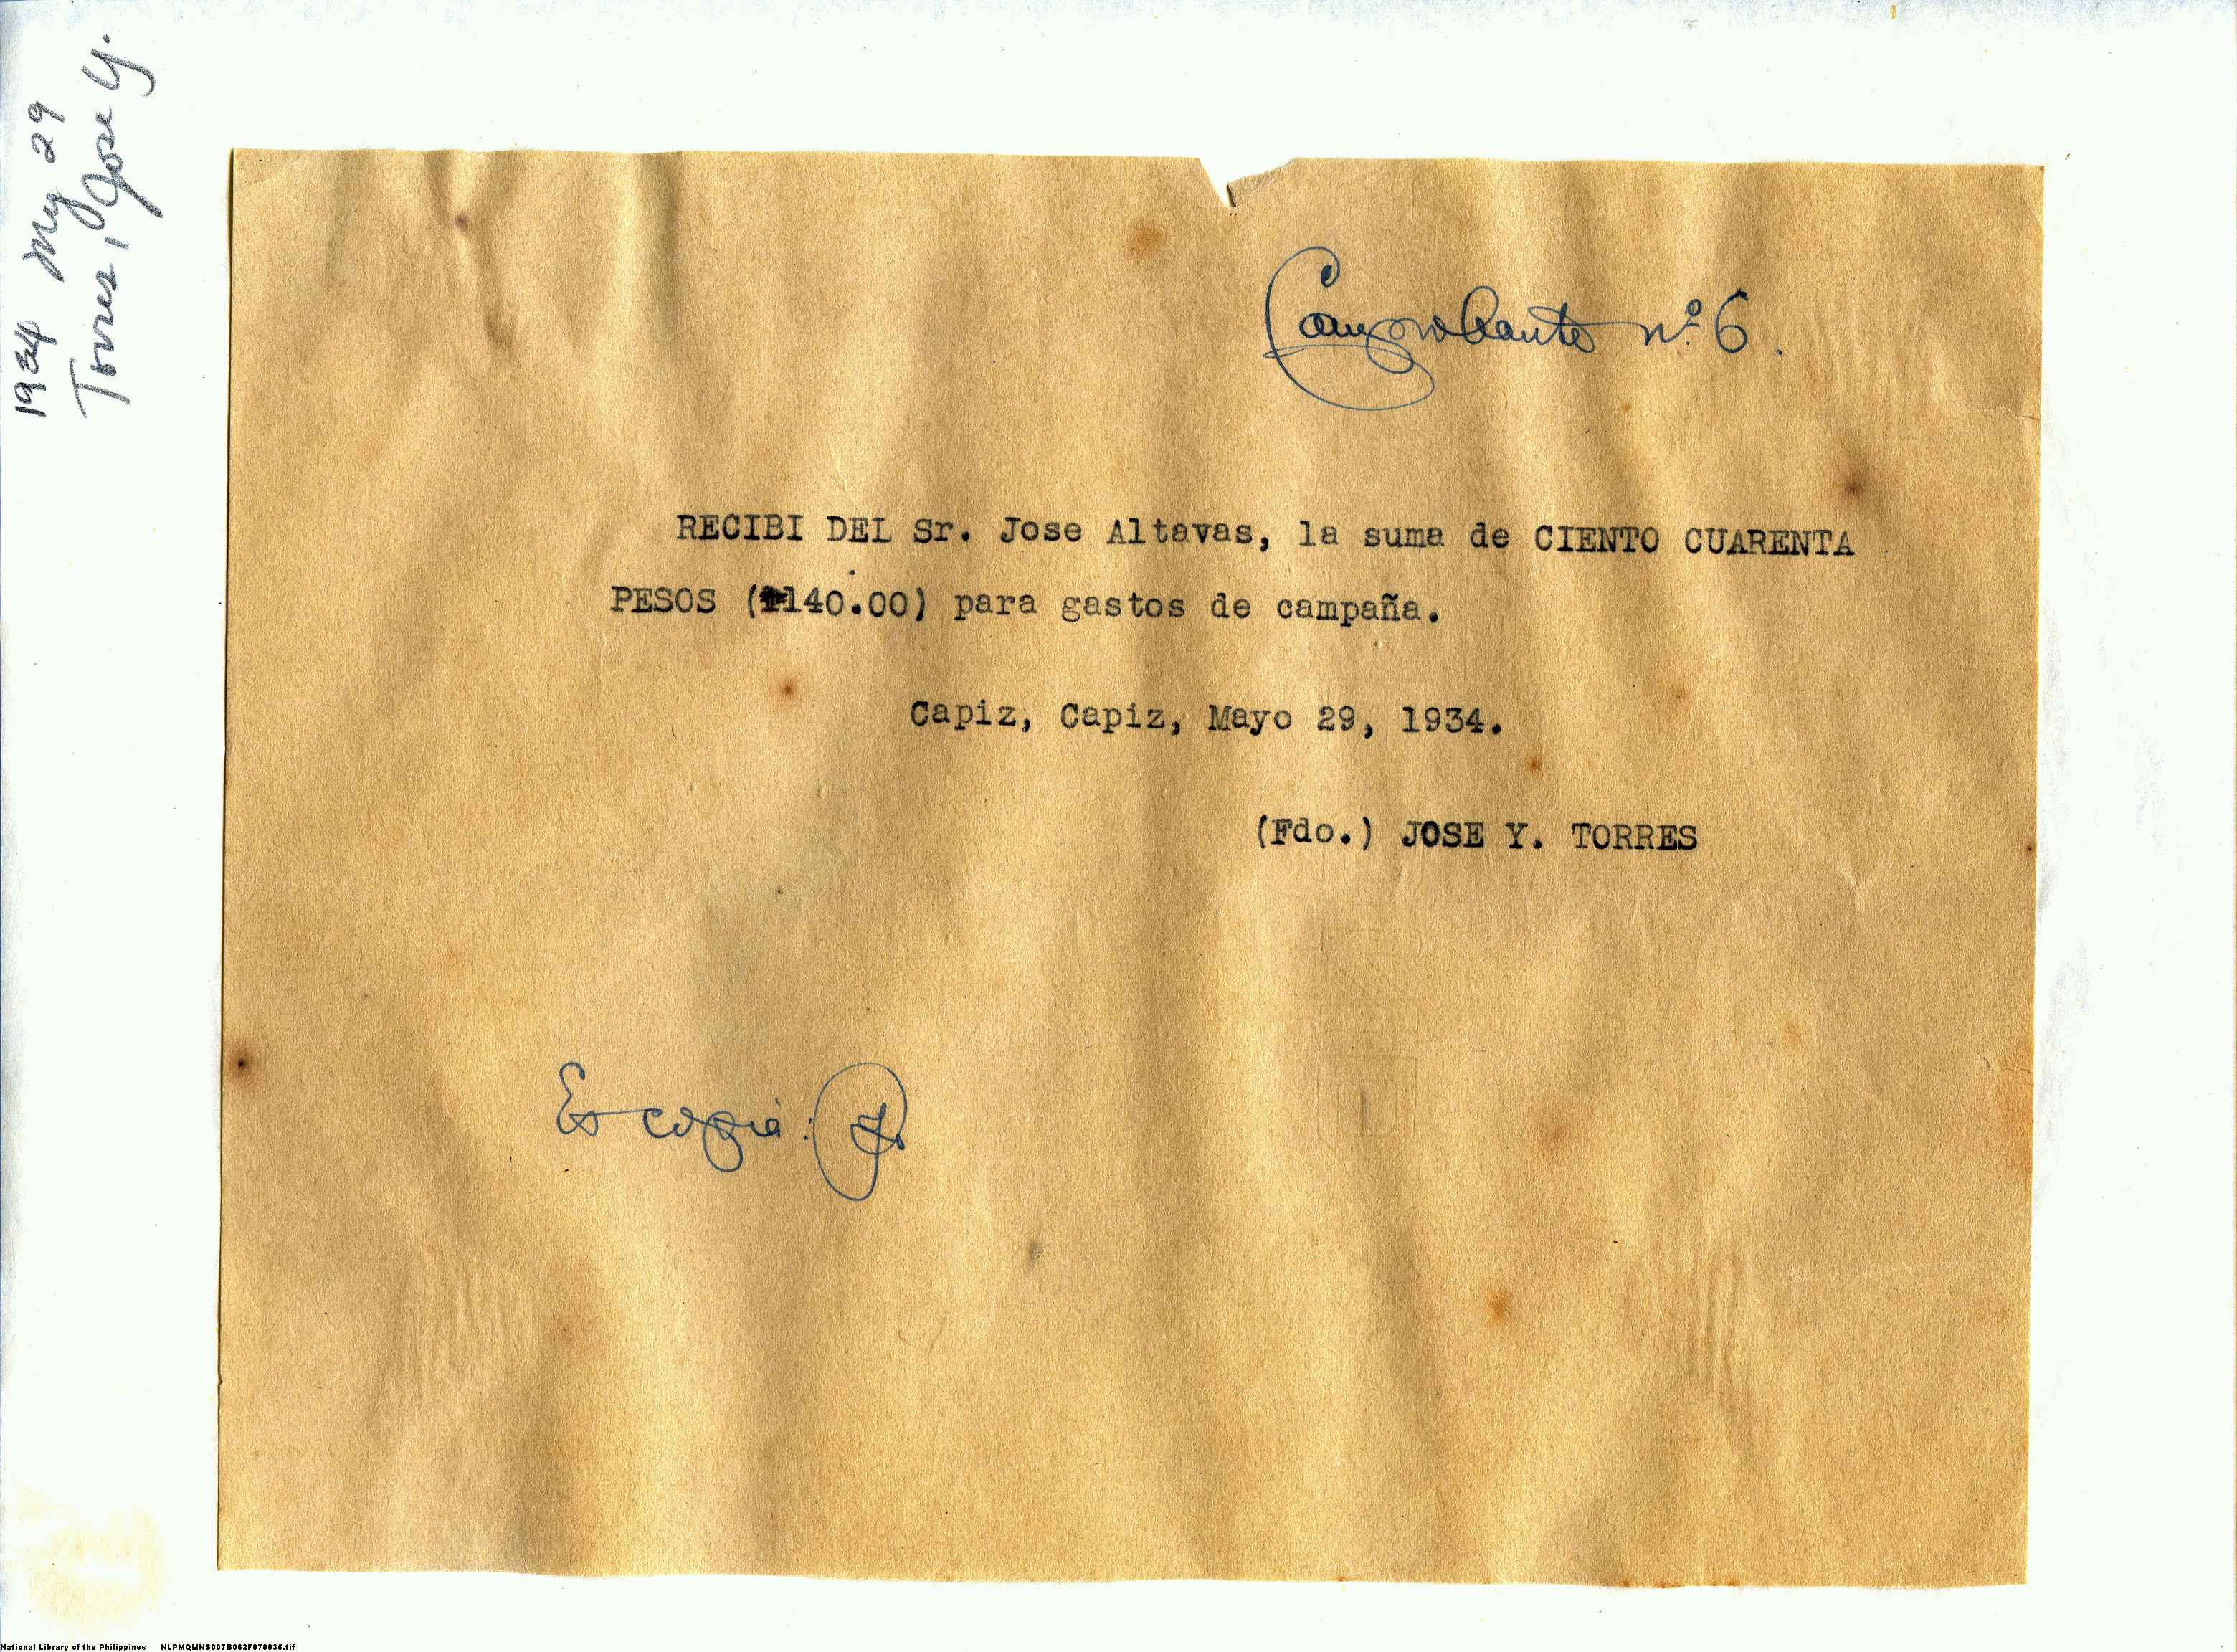 1934 My 29
Torres, Jose Y.
Comprobante nº 6.
RECIBI DEL Sr. Jose Altavas, la suma de CIENTO CUARENTA
PESOS (₱140.00) para gastos de campaña.
Capiz, Capiz, Mayo 29, 1934.
(Fdo.) JOSE Y. TORRES
Es copia:
National Library of the Philippines NLPMQMNS007B062F070035.tif